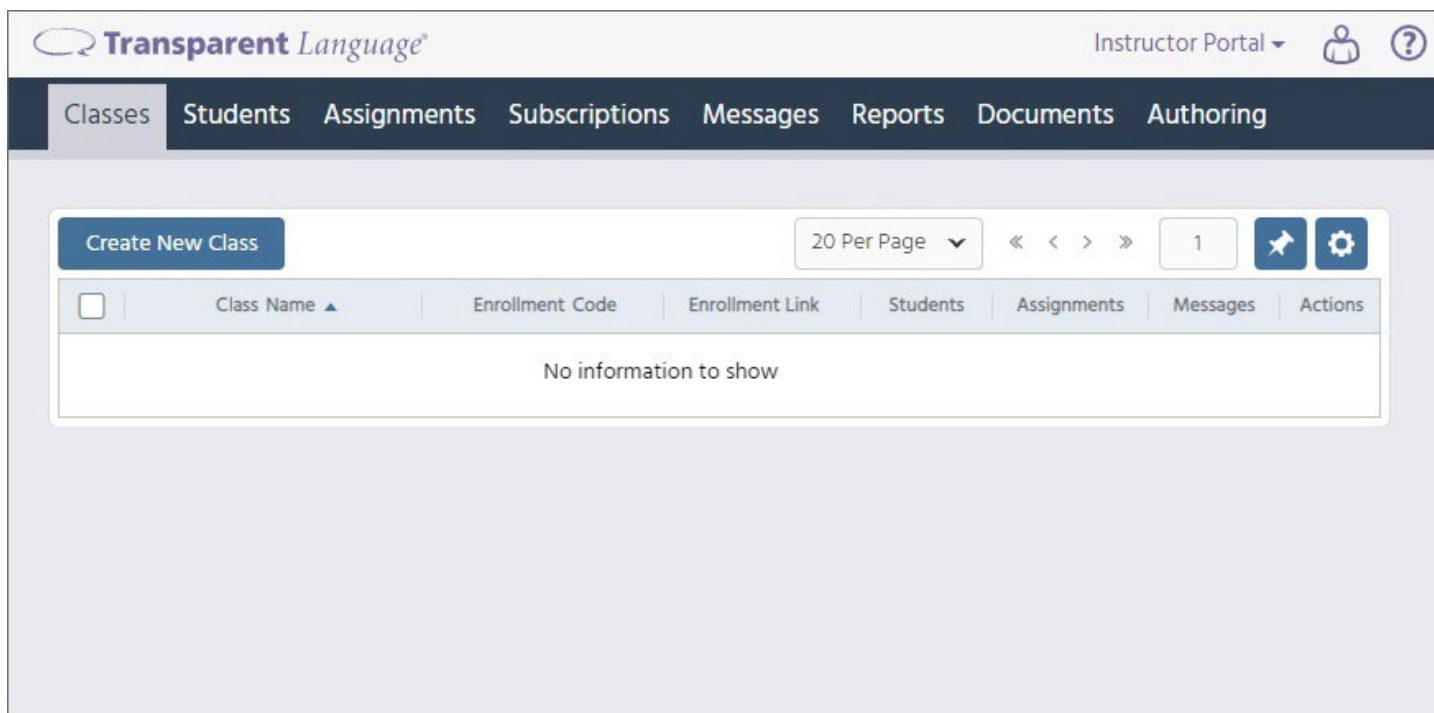 Transparent Language®
Instructor Portal
?
Classes Students Assignments Subscriptions Messages Reports Documents Authoring
Create New Class 20 Per Page « < > » 1
Class Name ▲ Enrollment Code Enrollment Link Students Assignments Messages Actions
No information to show